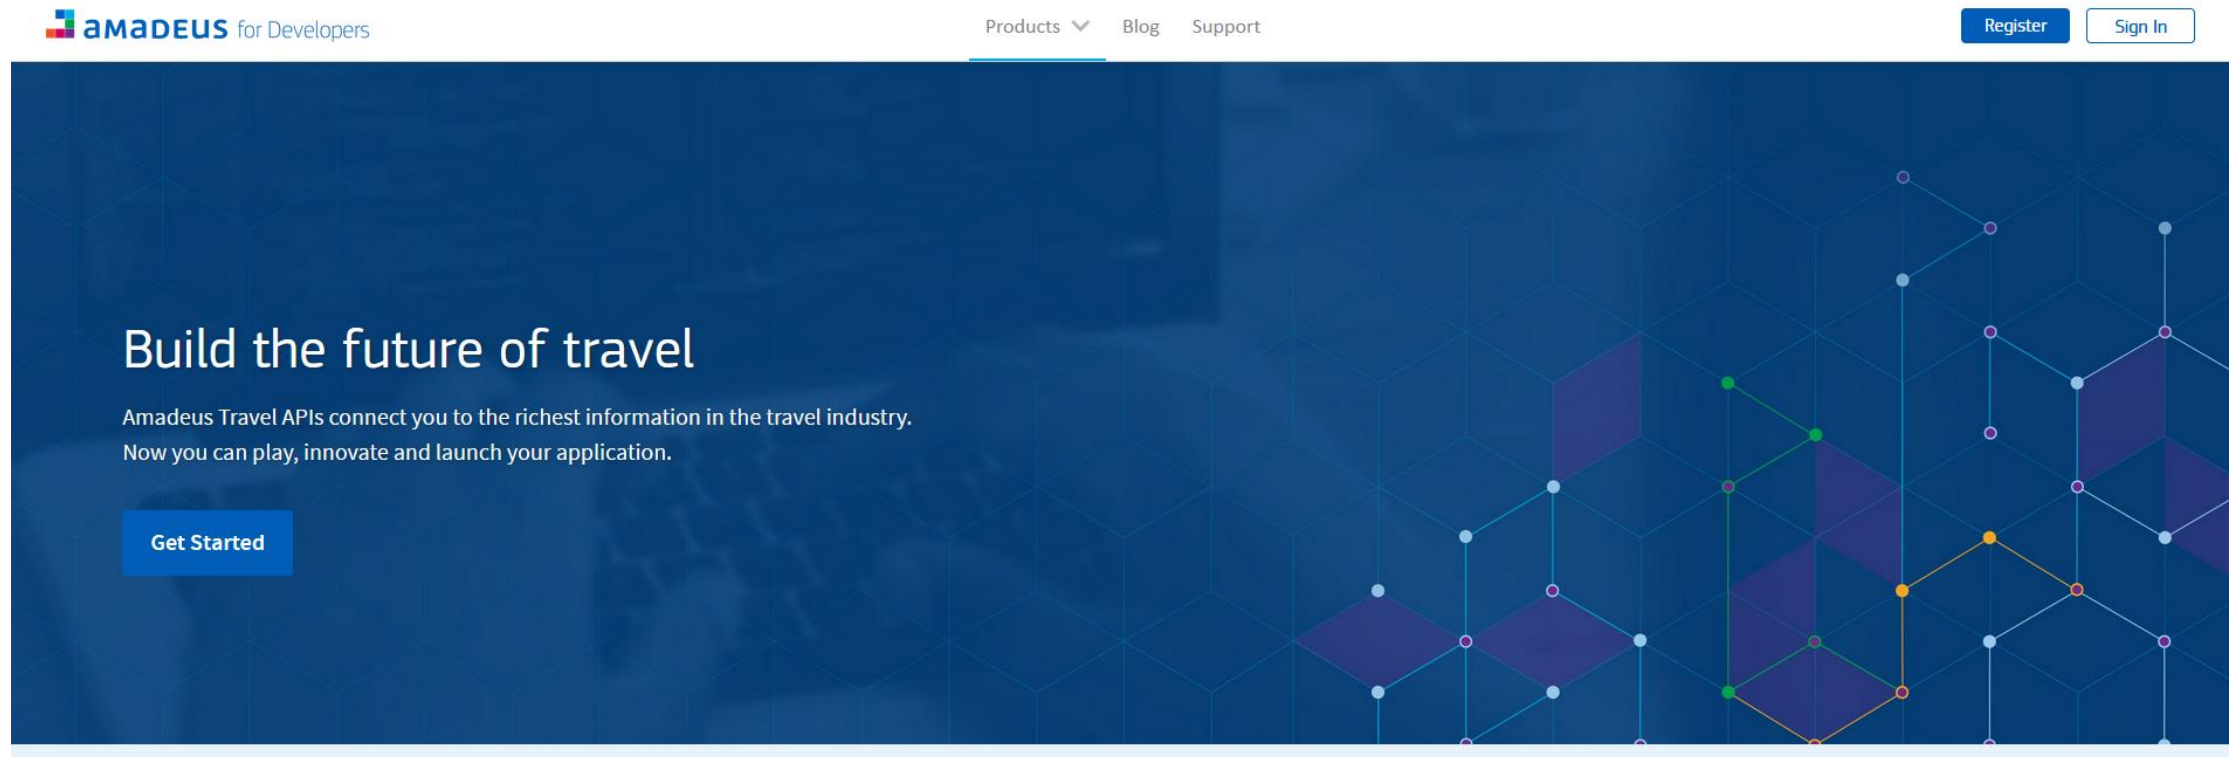 amadeus for Developers
Products
Blog
Support
Register
Sign In
Build the future of travel
Amadeus Travel APIs connect you to the richest information in the travel industry.
Now you can play, innovate and launch your application.
Get Started